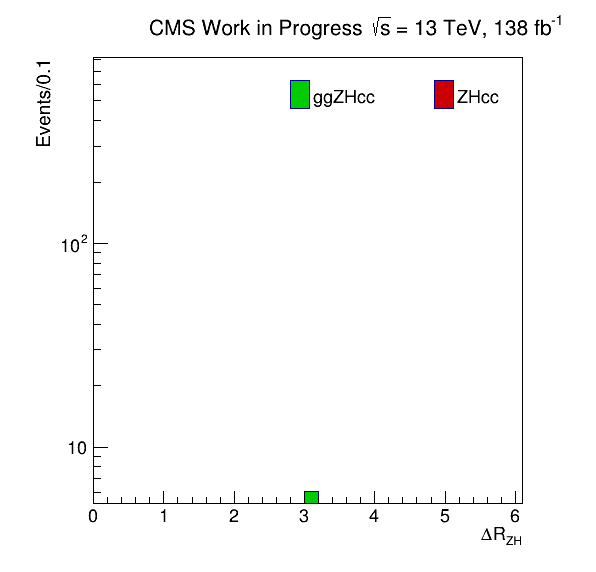 CMS Work in Progress √s = 13 TeV, 138 fb⁻¹
Events/0.1
ggZHcc
ZHcc
10²
10
0 1 2 3 4 5 6
ΔR_ZH